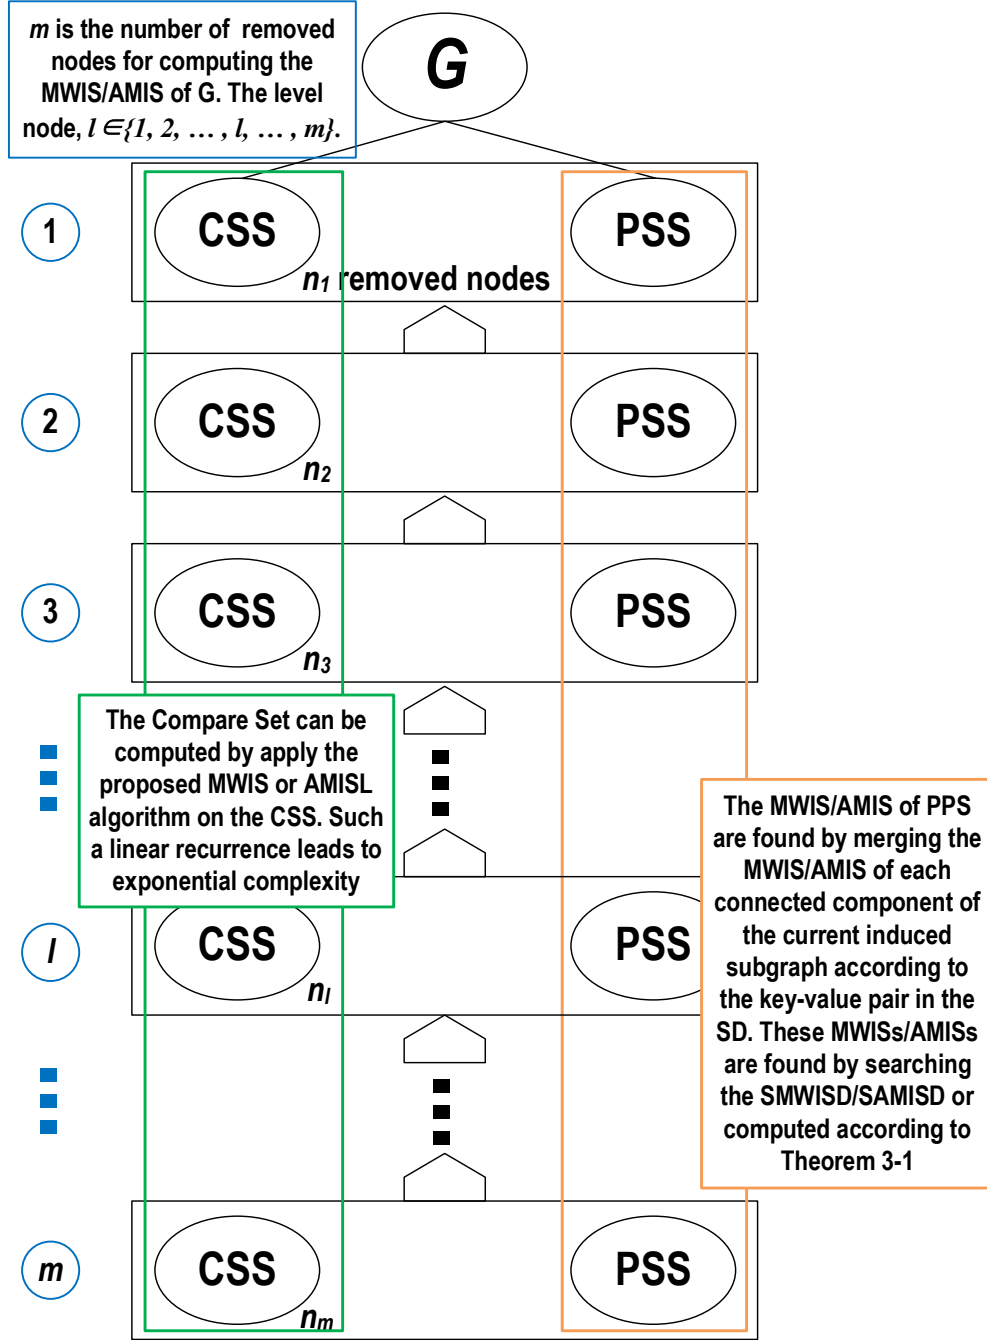 m is the number of removed
nodes for computing the
MWIS/AMIS of G. The level
node, l ∈{1, 2, … , l, … , m}.
G
1
CSS
PSS
n1 removed nodes
2
CSS
PSS
n2
3
CSS
PSS
n3
The Compare Set can be
computed by apply the
proposed MWIS or AMISL
algorithm on the CSS. Such
a linear recurrence leads to
exponential complexity
The MWIS/AMIS of PPS
are found by merging the
MWIS/AMIS of each
connected component of
the current induced
subgraph according to
the key-value pair in the
SD. These MWISs/AMISs
are found by searching
the SMWISD/SAMISD or
computed according to
Theorem 3-1
l
CSS
PSS
nl
m
CSS
PSS
nm